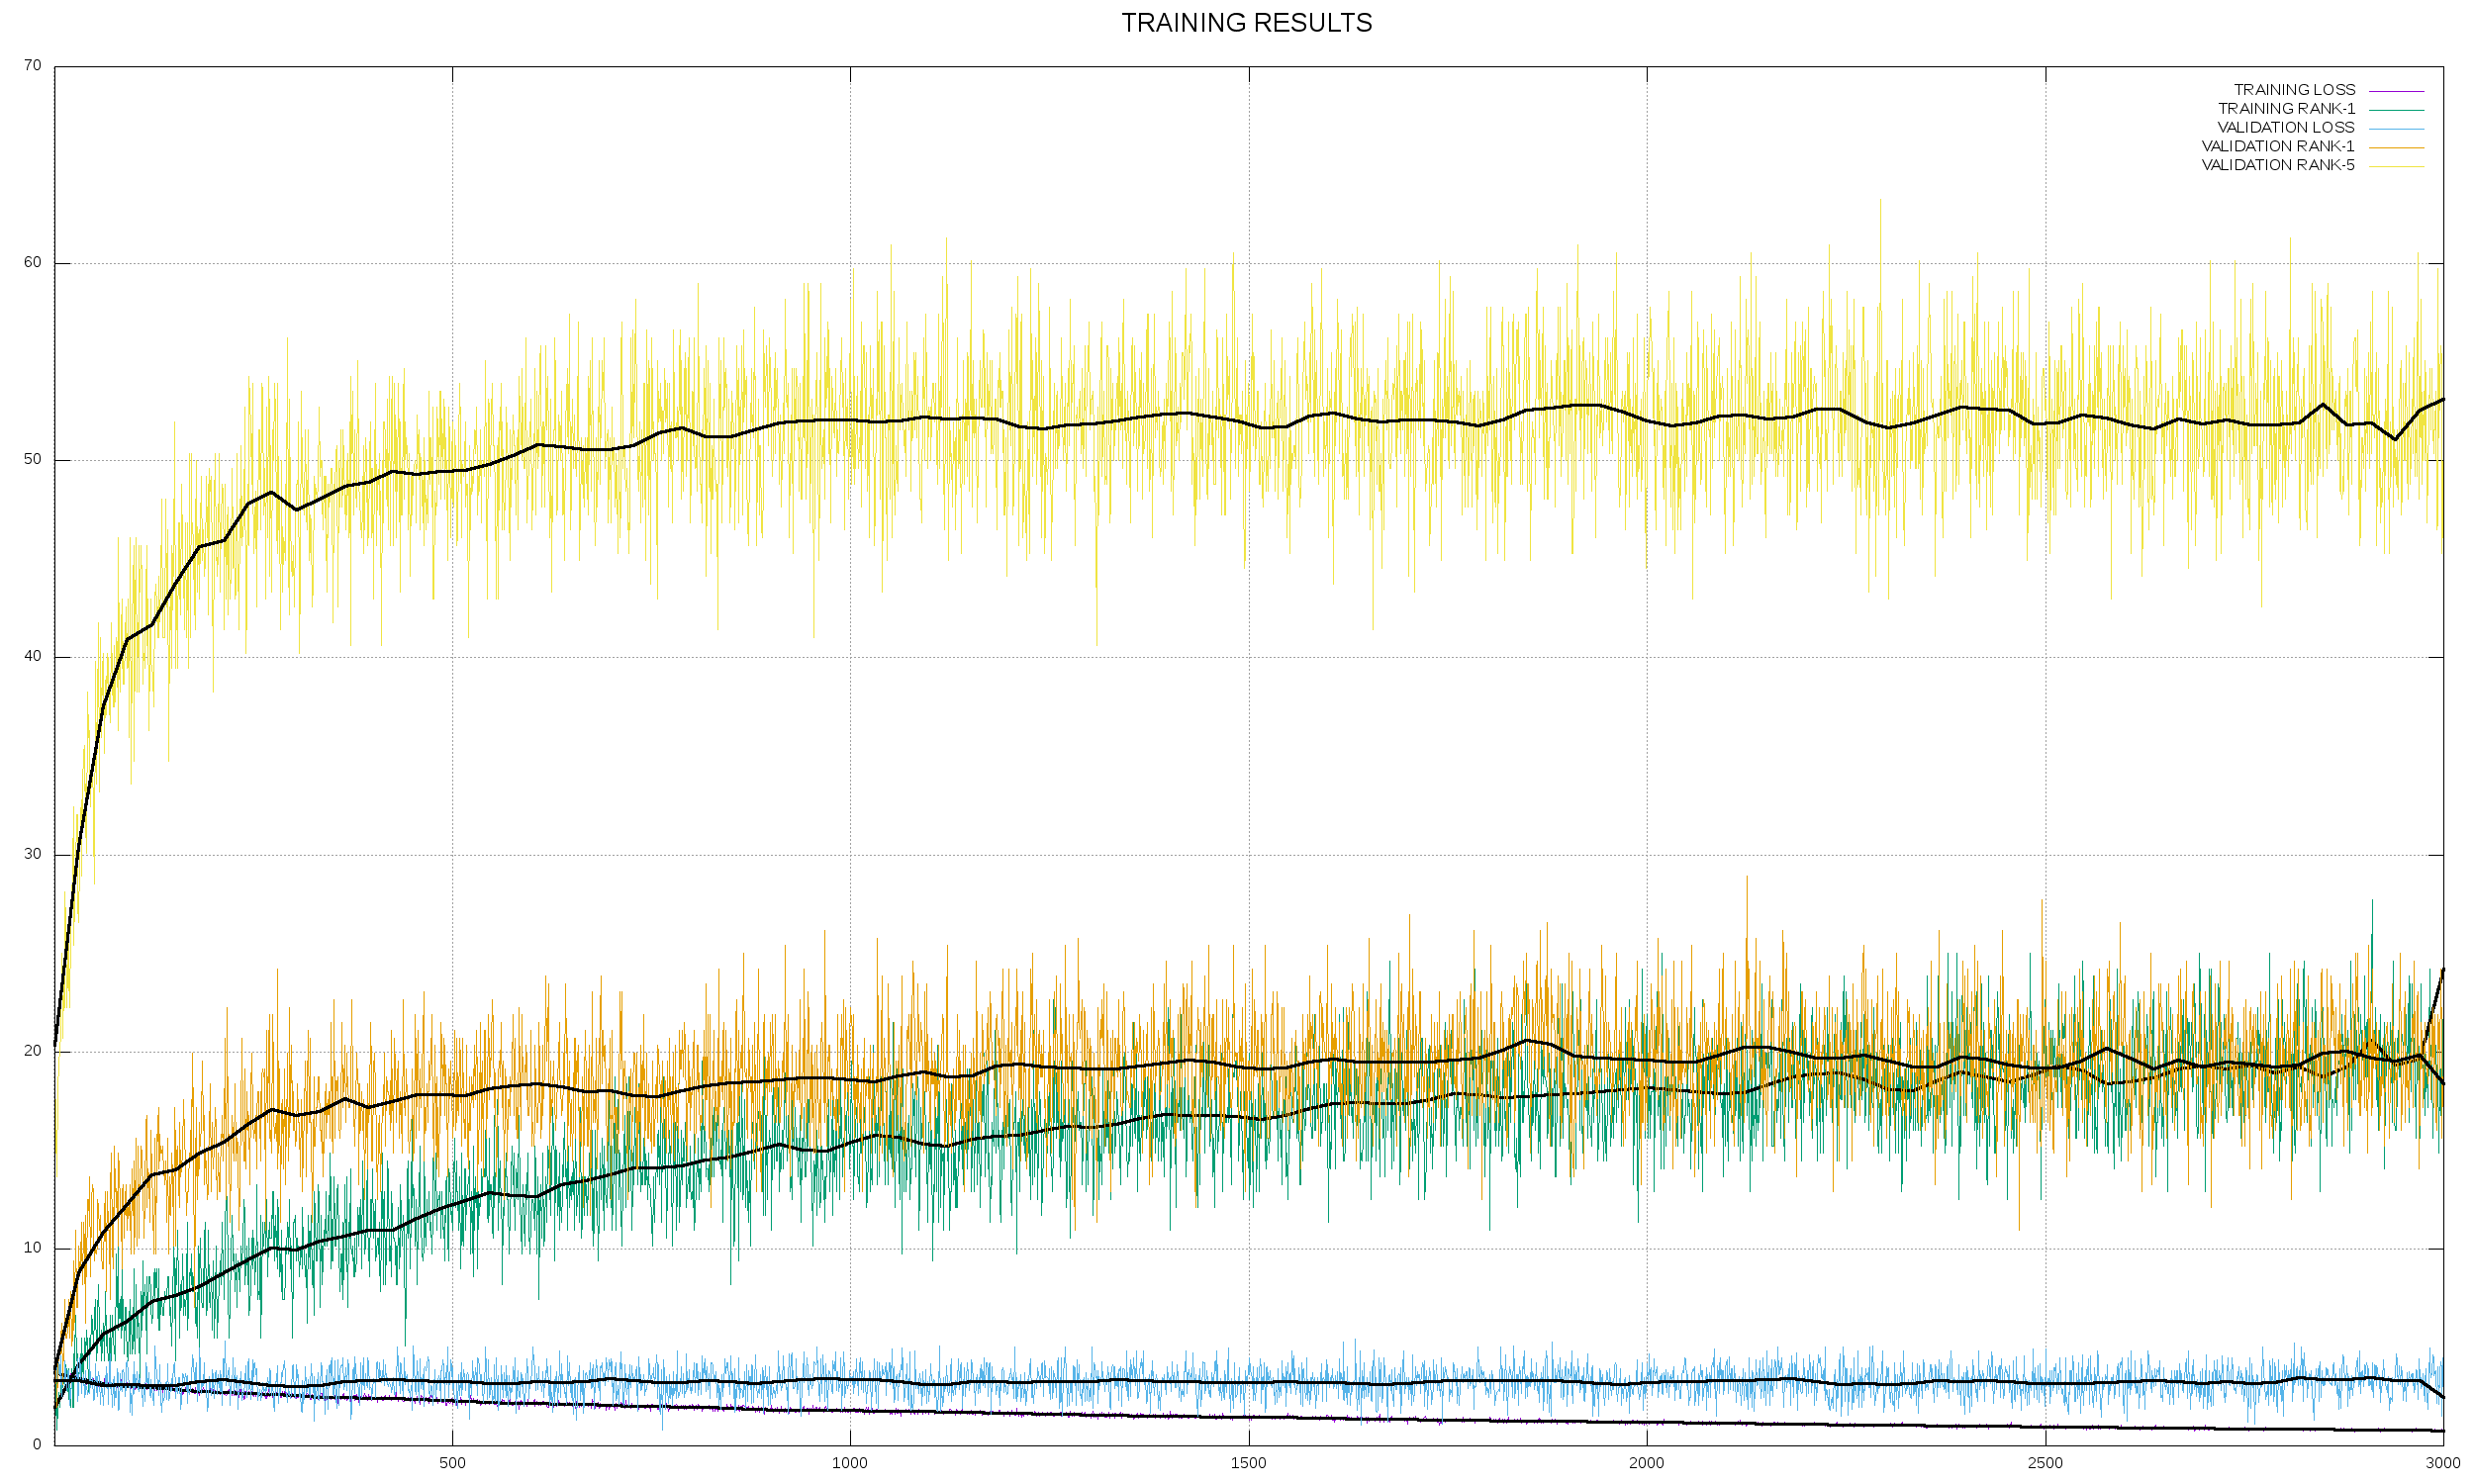 TRAINING RESULTS
70
TRAINING LOSS
TRAINING RANK-1
VALIDATION LOSS
VALIDATION RANK-1
VALIDATION RANK-5
60
50
40
30
20
10
0
500 1000 1500 2000 2500 3000